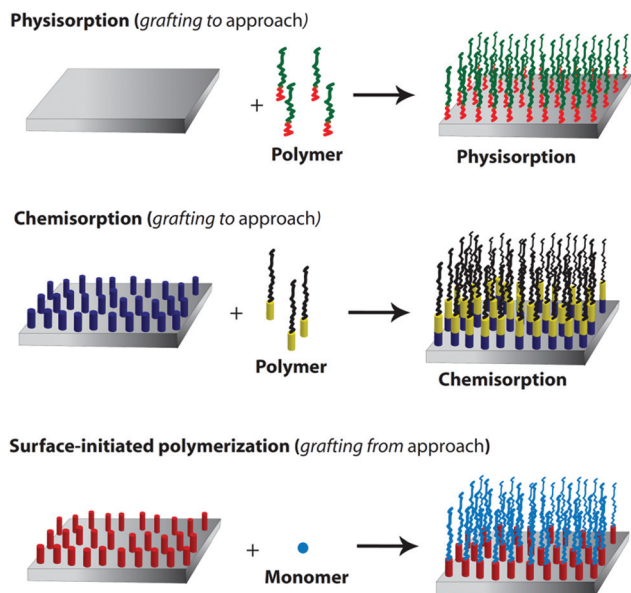 Physisorption (grafting to approach)
+
Polymer
Physisorption
Chemisorption (grafting to approach)
+
Polymer
Chemisorption
Surface-initiated polymerization (grafting from approach)
+
Monomer